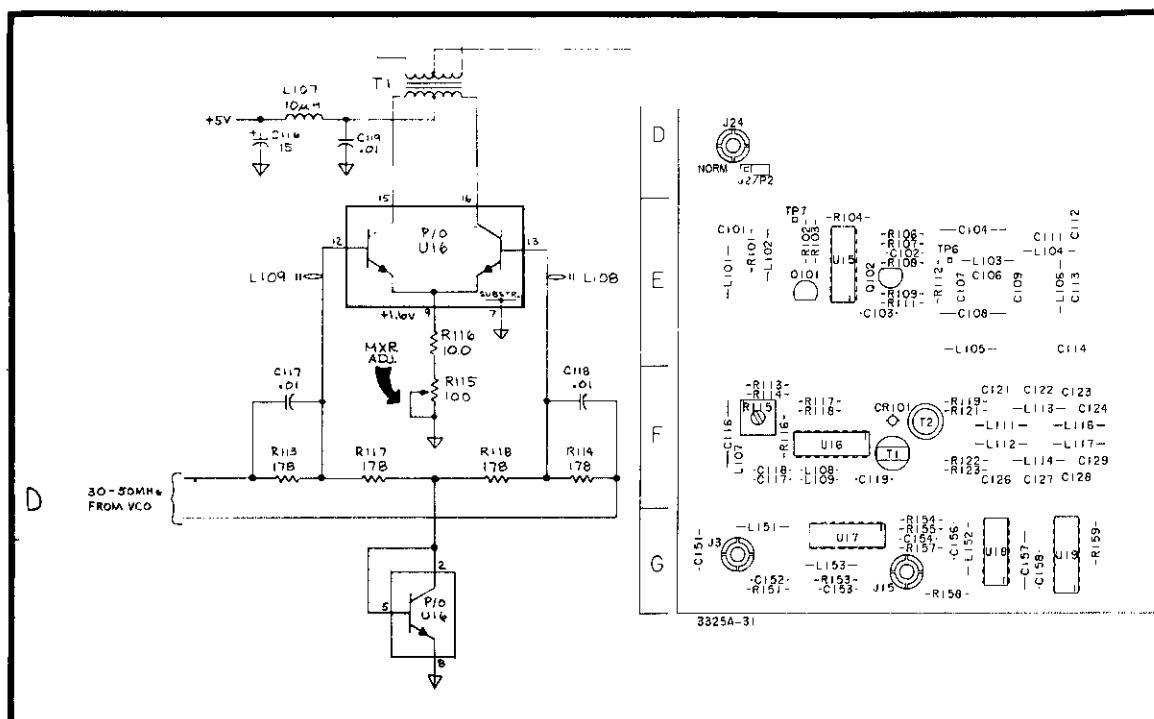 T1
L107
10µH
+5V
+
C116
15
C119
.01
15
16
P/O
U16
12
13
L109
L108
SUBSTR.
+1.6V
9
7
R116
10.0
MXR
ADJ.
R115
100
C117
.01
C118
.01
R113
178
R117
178
R118
178
R114
178
30-50MHz
FROM VCO
D
2
5
P/O
U16
8
D
E
F
G
J24
NORM
J27/P2
TP7
R104
C101
R101
L101
L102
R102
R103
U15
Q101
Q102
R106
R107
C102
R108
R109
R111
C103
TP6
R112
C104
L103
C106
C107
C108
C109
C111
C112
L104
L106
C113
L105
C114
R113
R114
R115
R117
R118
CR101
R119
R121
T2
C121
C122
C123
L113
C124
L111
L116
C116
L107
R116
U16
T1
L112
L117
R122
R123
L114
C129
C118
L108
C117
L109
C119
C126
C127
C128
L151
C151
J3
U17
R154
R155
C154
R157
C156
L152
U18
C157
C158
U19
R159
L153
C152
R153
R151
C153
J15
R158
3325A-31